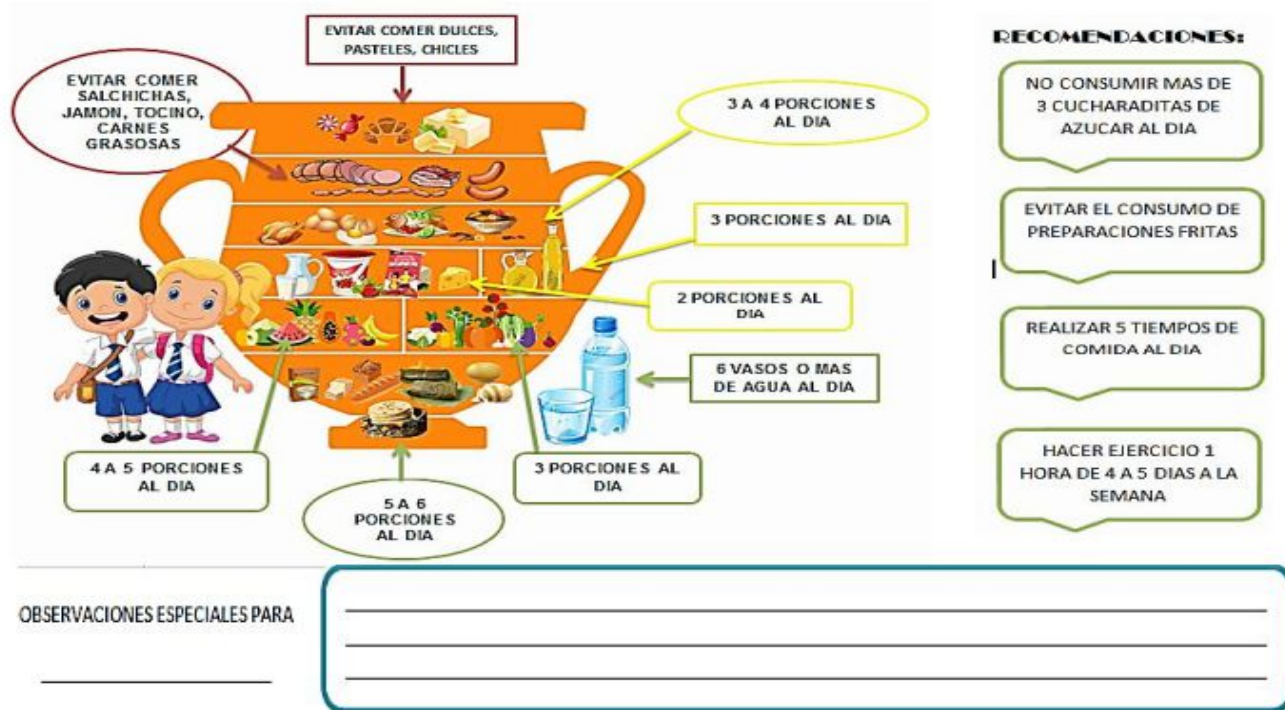 EVITAR COMER DULCES,
PASTELES, CHICLES
EVITAR COMER
SALCHICHAS,
JAMON, TOCINO,
CARNES
GRASOSAS
3 A 4 PORCIONES
AL DIA
3 PORCIONES AL DIA
2 PORCIONES AL
DIA
6 VASOS O MAS
DE AGUA AL DIA
4 A 5 PORCIONES
AL DIA
5 A 6
PORCIONES
AL DIA
3 PORCIONES AL
DIA
RECOMENDACIONES:
NO CONSUMIR MAS DE
3 CUCHARADITAS DE
AZUCAR AL DIA
EVITAR EL CONSUMO DE
PREPARACIONES FRITAS
REALIZAR 5 TIEMPOS DE
COMIDA AL DIA
HACER EJERCICIO 1
HORA DE 4 A 5 DIAS A LA
SEMANA
OBSERVACIONES ESPECIALES PARA